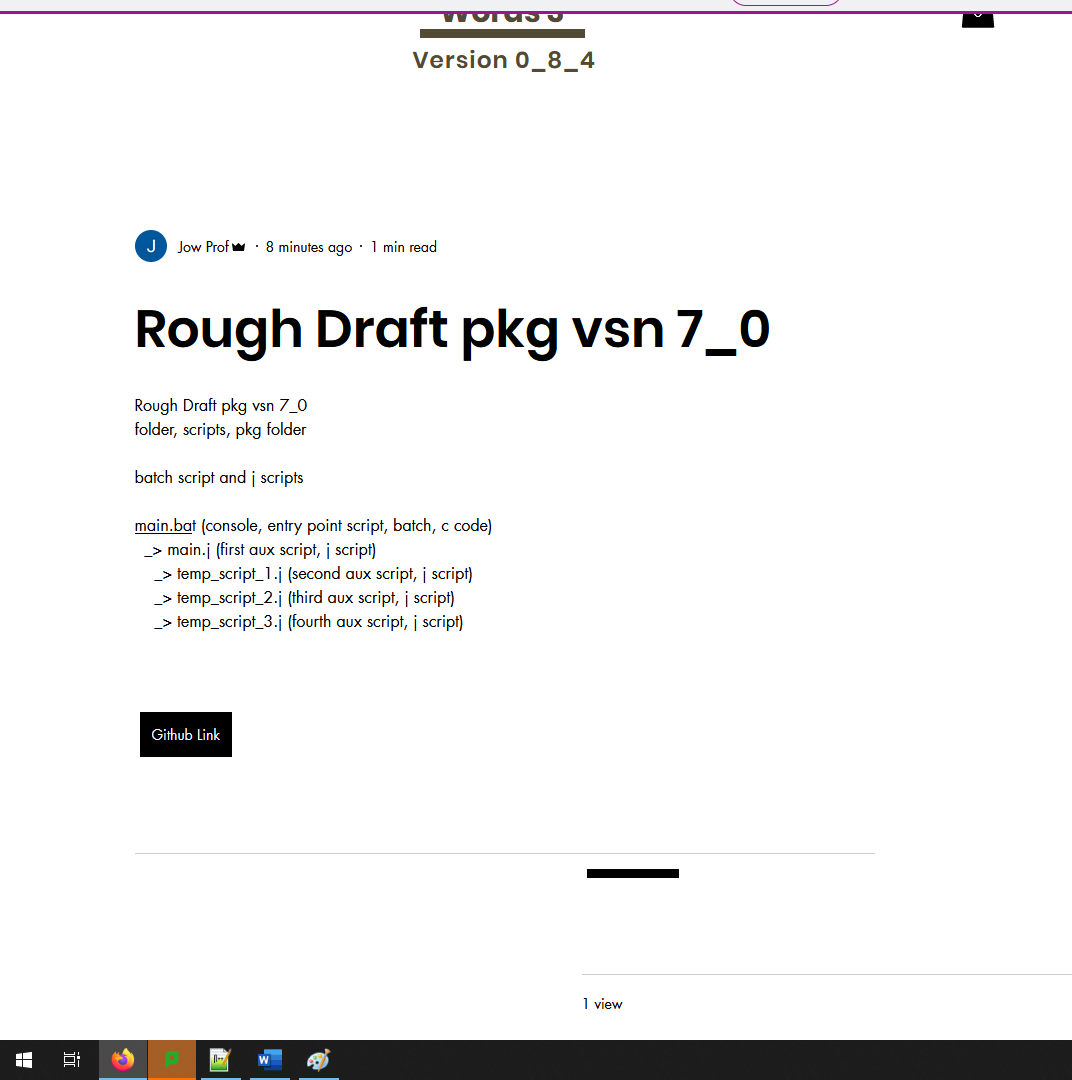 Words 3
Version 0_8_4
J
Jow Prof · 8 minutes ago · 1 min read
Rough Draft pkg vsn 7_0
Rough Draft pkg vsn 7_0
folder, scripts, pkg folder
batch script and j scripts
main.bat (console, entry point script, batch, c code)
_> main.j (first aux script, j script)
_> temp_script_1.j (second aux script, j script)
_> temp_script_2.j (third aux script, j script)
_> temp_script_3.j (fourth aux script, j script)
Github Link
1 view